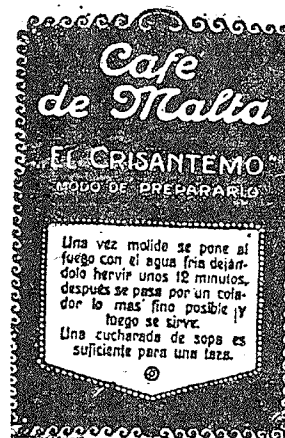 Cafe
de Malta
"EL CRISANTEMO"
MODO DE PREPARARLO
Una vez molido se pone al
fuego con el agua fria deján-
dolo hervir unos 12 minutos,
después se pasa por un cola-
dor lo mas fino posible y
luego se sirve.
Una cucharada de sopa es
suficiente para una taza.